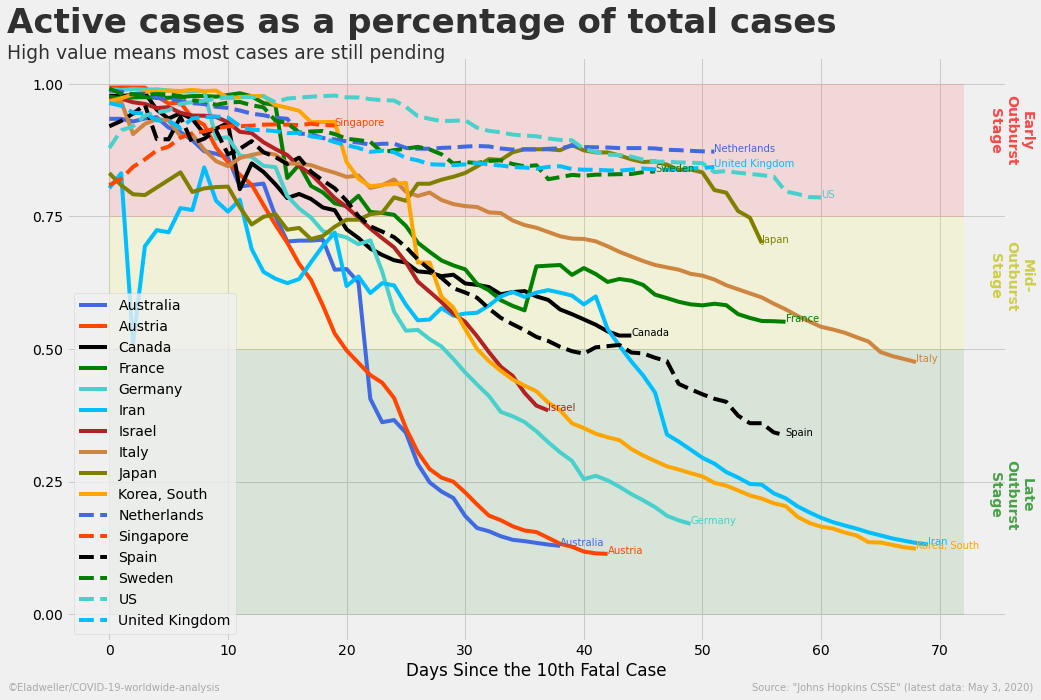 Active cases as a percentage of total cases
High value means most cases are still pending
1.00
0.75
0.50
0.25
0.00
Singapore
Netherlands
United Kingdom
Sweden
US
Japan
France
Canada
Italy
Israel
Spain
Germany
Australia
Austria
Iran
Korea, South
Early
Outburst
Stage
Mid-
Outburst
Stage
Late
Outburst
Stage
Australia
Austria
Canada
France
Germany
Iran
Israel
Italy
Japan
Korea, South
Netherlands
Singapore
Spain
Sweden
US
United Kingdom
0 10 20 30 40 50 60 70
Days Since the 10th Fatal Case
©Eladweller/COVID-19-worldwide-analysis
Source: "Johns Hopkins CSSE" (latest data: May 3, 2020)